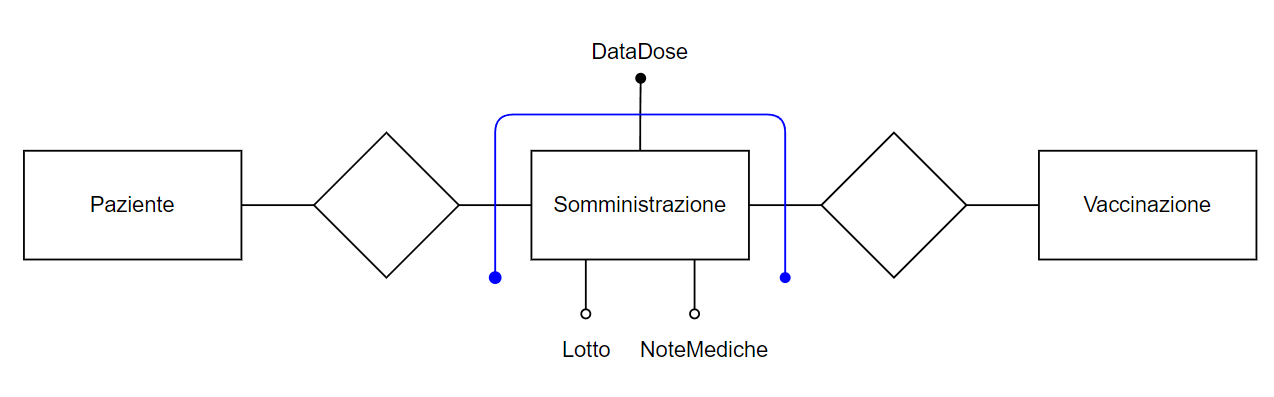 DataDose
Paziente
Somministrazione
Vaccinazione
Lotto
NoteMediche